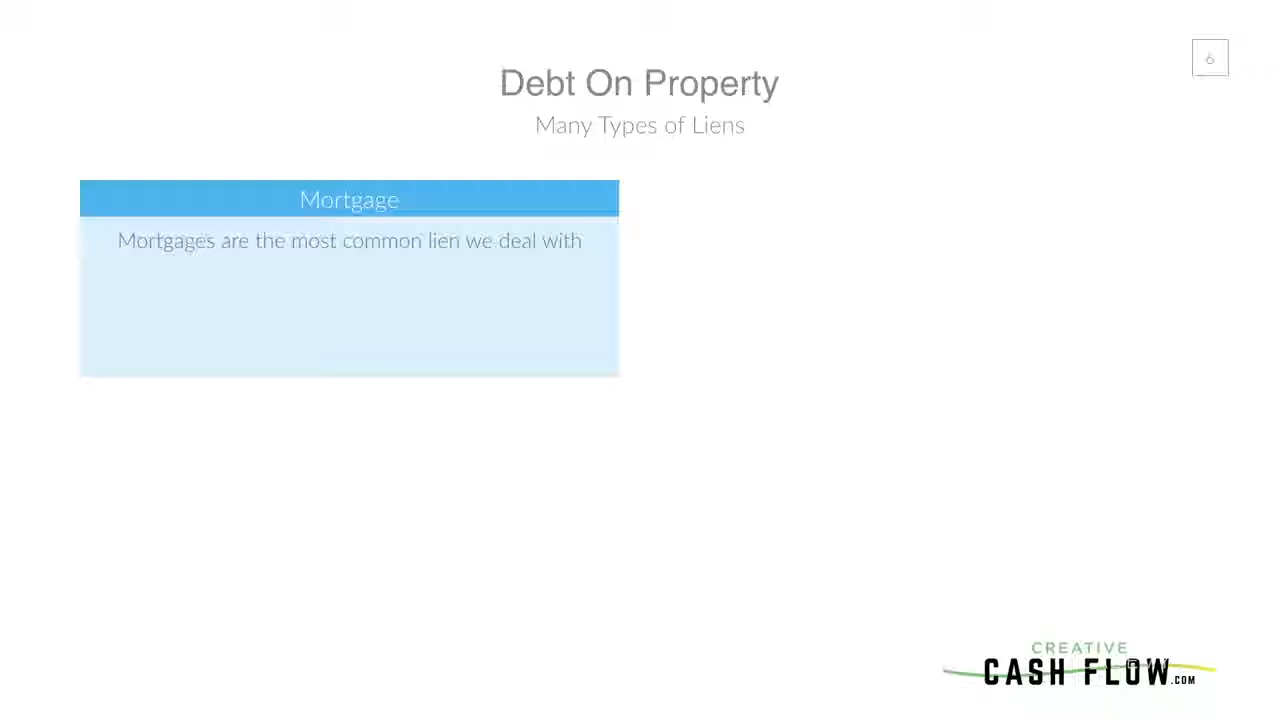 6
Debt On Property
Many Types of Liens
Mortgage
Mortgages are the most common lien we deal with
CREATIVE
CASH FLOW.COM